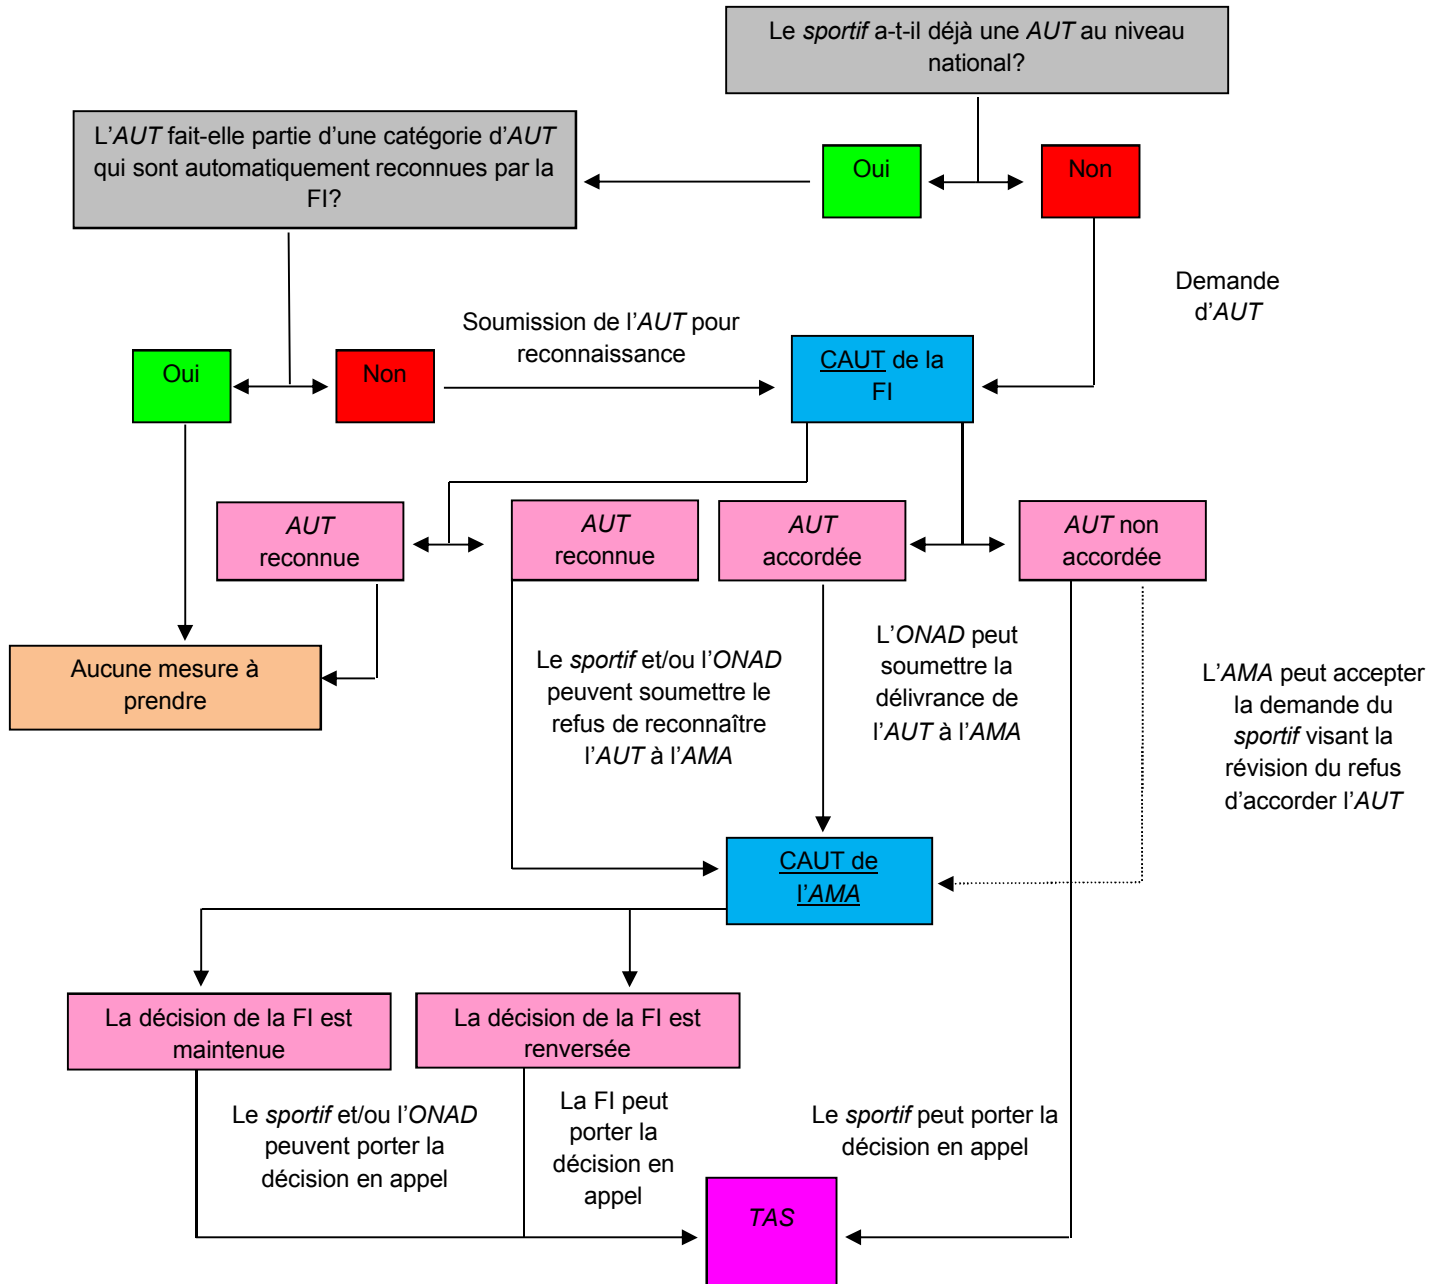 Le sportif a-t-il déjà une AUT au niveau
national?
L'AUT fait-elle partie d'une catégorie d'AUT
qui sont automatiquement reconnues par la
FI?
Oui
Non
Demande
d'AUT
Soumission de l'AUT pour
reconnaissance
Oui
Non
CAUT de la
FI
AUT
reconnue
AUT
reconnue
AUT
accordée
AUT non
accordée
Aucune mesure à
prendre
Le sportif et/ou l'ONAD
peuvent soumettre le
refus de reconnaître
l'AUT à l'AMA
L'ONAD peut
soumettre la
délivrance de
l'AUT à l'AMA
L'AMA peut accepter
la demande du
sportif visant la
révision du refus
d'accorder l'AUT
CAUT de
l'AMA
La décision de la FI est
maintenue
La décision de la FI est
renversée
Le sportif et/ou l'ONAD
peuvent porter la
décision en appel
La FI peut
porter la
décision en
appel
Le sportif peut porter la
décision en appel
TAS